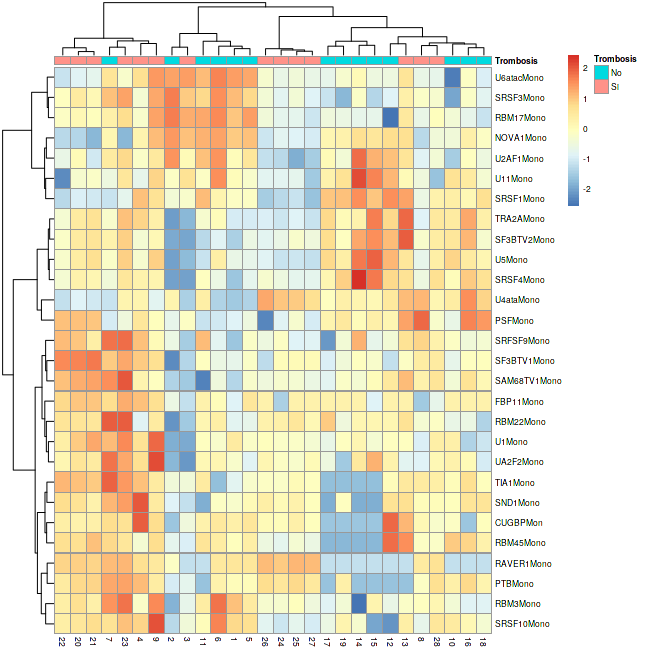 Trombosis
Trombosis
No
SI
2
1
0
-1
-2
U6atacMono
SRSF3Mono
RBM17Mono
NOVA1Mono
U2AF1Mono
U11Mono
SRSF1Mono
TRA2AMono
SF3BTV2Mono
U5Mono
SRSF4Mono
U4ataMono
PSFMono
SRFSF9Mono
SF3BTV1Mono
SAM68TV1Mono
FBP11Mono
RBM22Mono
U1Mono
UA2F2Mono
TIA1Mono
SND1Mono
CUGBPMon
RBM45Mono
RAVER1Mono
PTBMono
RBM3Mono
SRSF10Mono
22 20 21 7 23 4 9 2 3 11 6 1 5 26 24 25 27 17 19 14 15 12 13 8 28 10 16 18